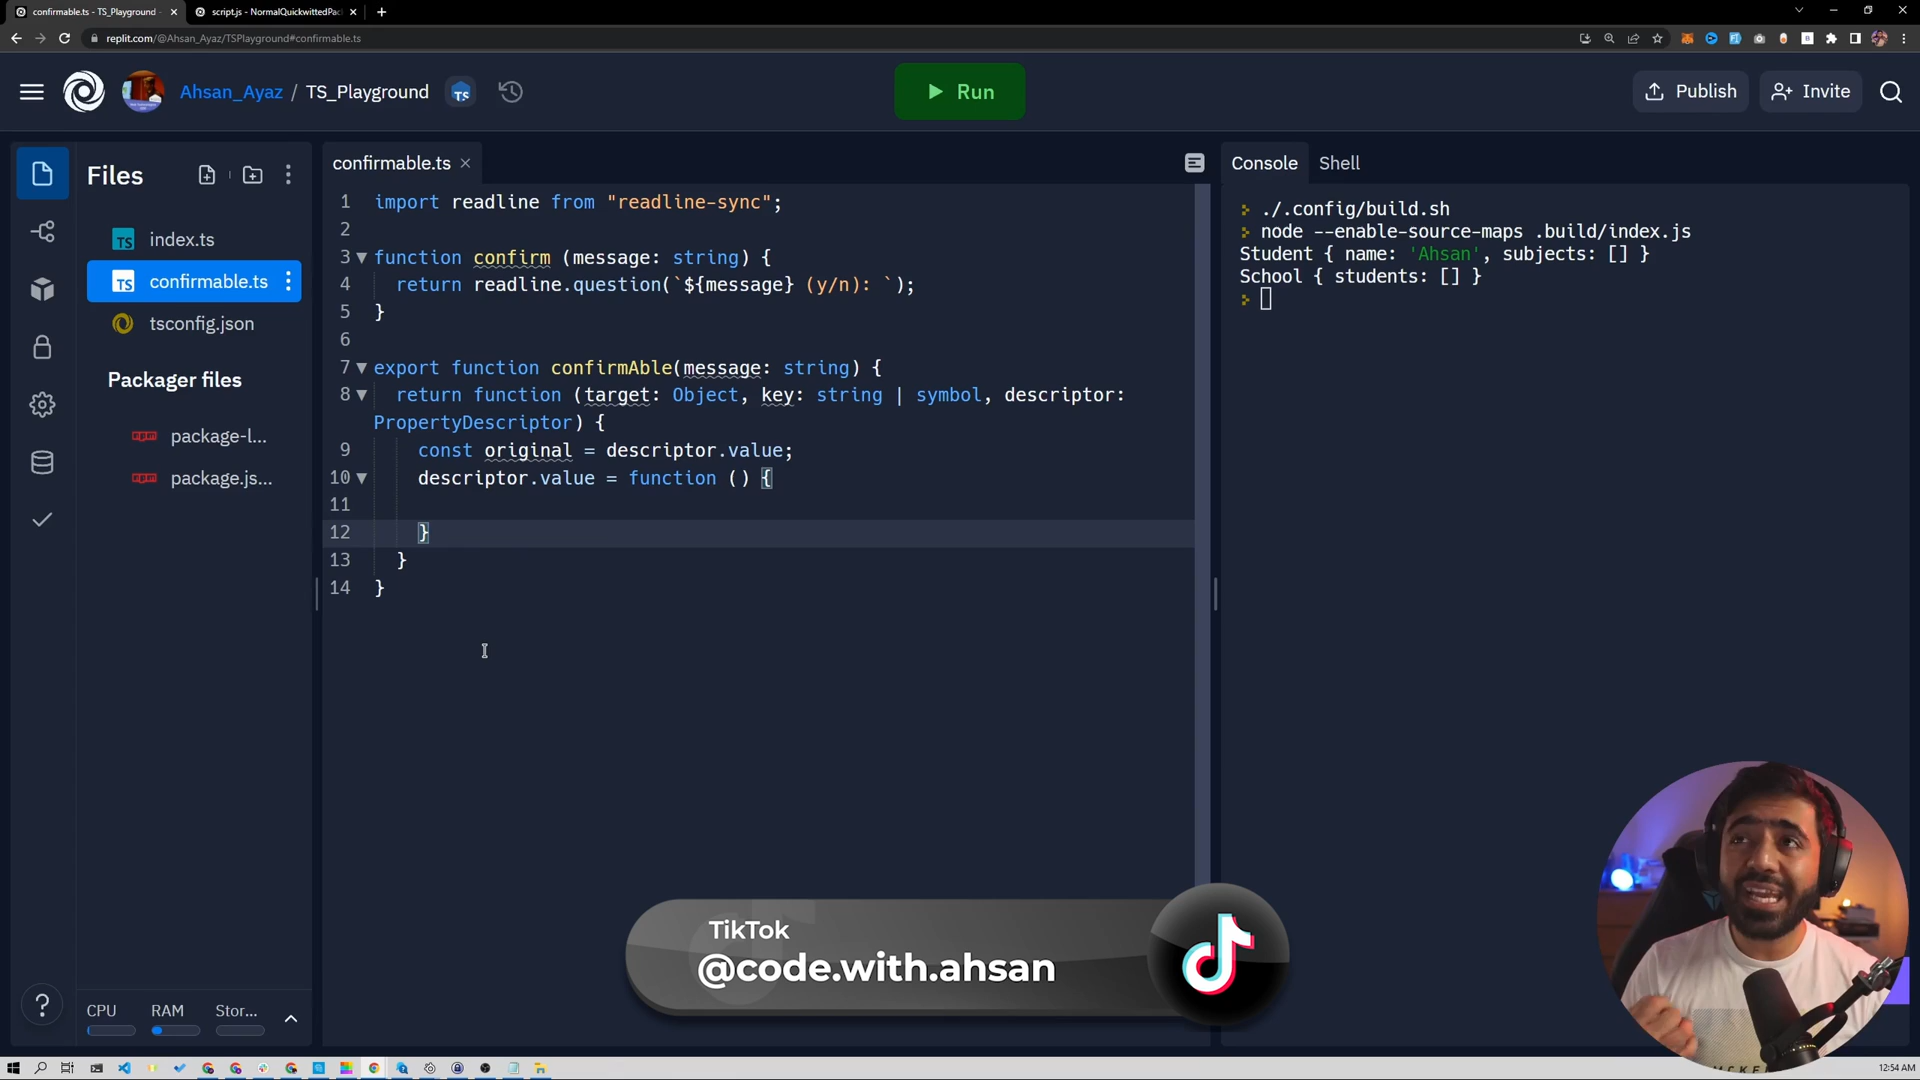 confirmable.ts - TS_Playground
script.js - NormalQuickwittedPac
replit.com/@Ahsan_Ayaz/TSPlayground#confirmable.ts
Ahsan_Ayaz / TS_Playground
TS
Run
Publish
Invite
Files
TS index.ts
TS confirmable.ts
tsconfig.json
Packager files
package-l...
package.js...
CPU RAM Stor...
confirmable.ts
1 import readline from "readline-sync";
2
3 function confirm (message: string) {
4 return readline.question(`${message} (y/n): `);
5 }
6
7 export function confirmAble(message: string) {
8 return function (target: Object, key: string | symbol, descriptor:
PropertyDescriptor) {
9 const original = descriptor.value;
10 descriptor.value = function () {
11
12 }
13 }
14 }
Console Shell
./.config/build.sh
node --enable-source-maps .build/index.js
Student { name: 'Ahsan', subjects: [] }
School { students: [] }
TikTok
@code.with.ahsan
12:54 AM